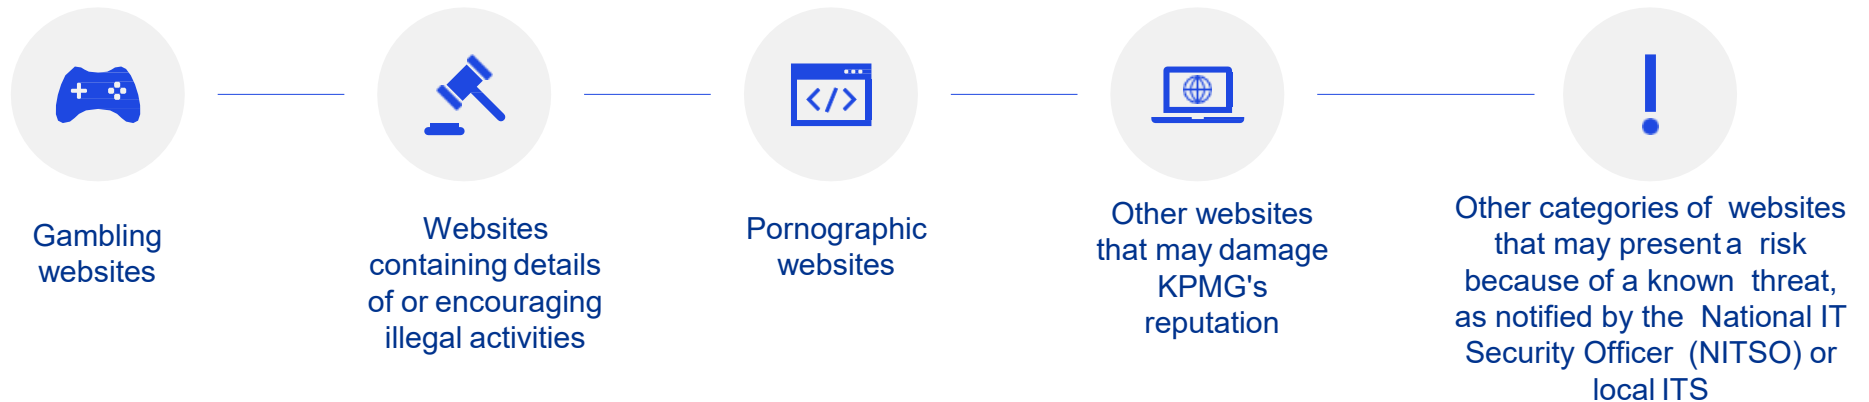 Gambling
websites
Websites
containing details
of or encouraging
illegal activities
Pornographic
websites
Other websites
that may damage
KPMG's
reputation
Other categories of websites
that may present a risk
because of a known threat,
as notified by the National IT
Security Officer (NITSO) or
local ITS